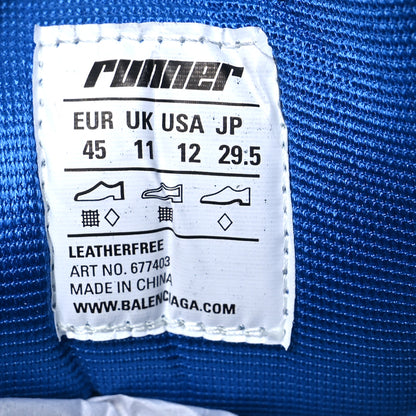 runner
EUR UK USA JP
45 11 12 29.5
LEATHERFREE
ART NO. 677403
MADE IN CHINA
WWW.BALENCIAGA.COM